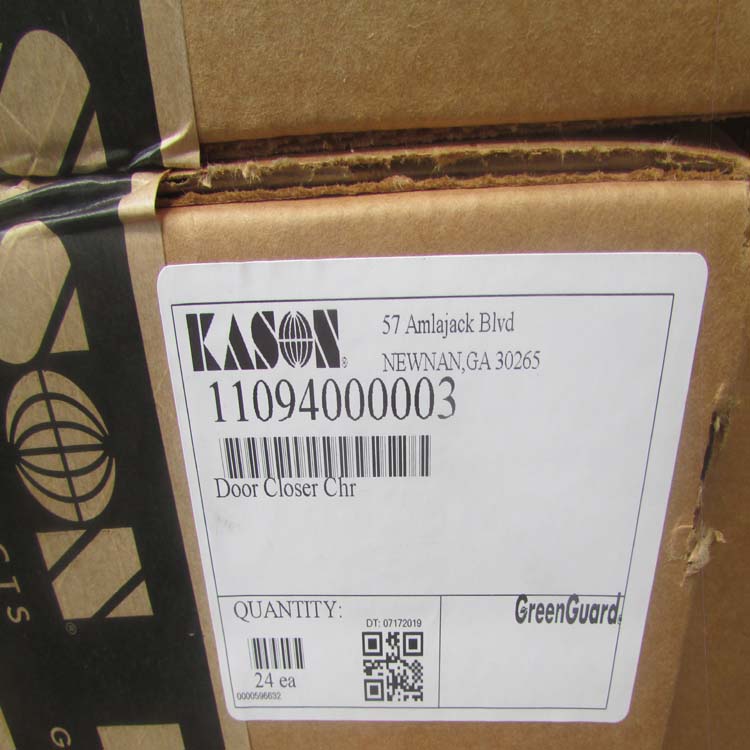 KASON®
57 Amlajack Blvd
NEWNAN,GA 30265
11094000003
Door Closer Chr
QUANTITY:
24 ea
0000596632
DT: 07172019
GreenGuard.